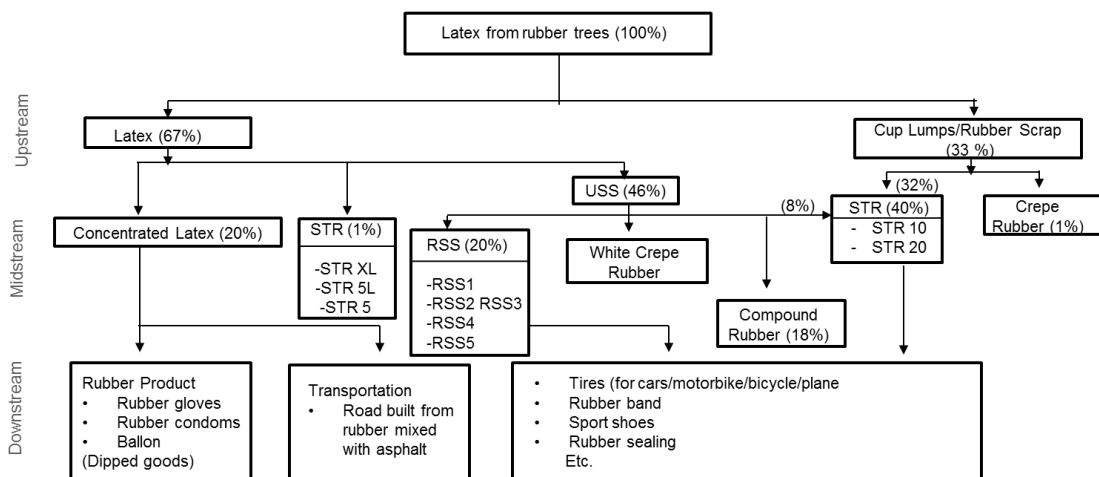 Latex from rubber trees (100%)
Upstream
Latex (67%)
Cup Lumps/Rubber Scrap
(33 %)
USS (46%)
(8%)
(32%)
Midstream
Concentrated Latex (20%)
STR (1%)
-STR XL
-STR 5L
-STR 5
RSS (20%)
-RSS1
-RSS2 RSS3
-RSS4
-RSS5
White Crepe
Rubber
Compound
Rubber (18%)
STR (40%)
- STR 10
- STR 20
Crepe
Rubber (1%)
Downstream
Rubber Product
• Rubber gloves
• Rubber condoms
• Ballon
(Dipped goods)
Transportation
• Road built from
rubber mixed
with asphalt
• Tires (for cars/motorbike/bicycle/plane
• Rubber band
• Sport shoes
• Rubber sealing
Etc.